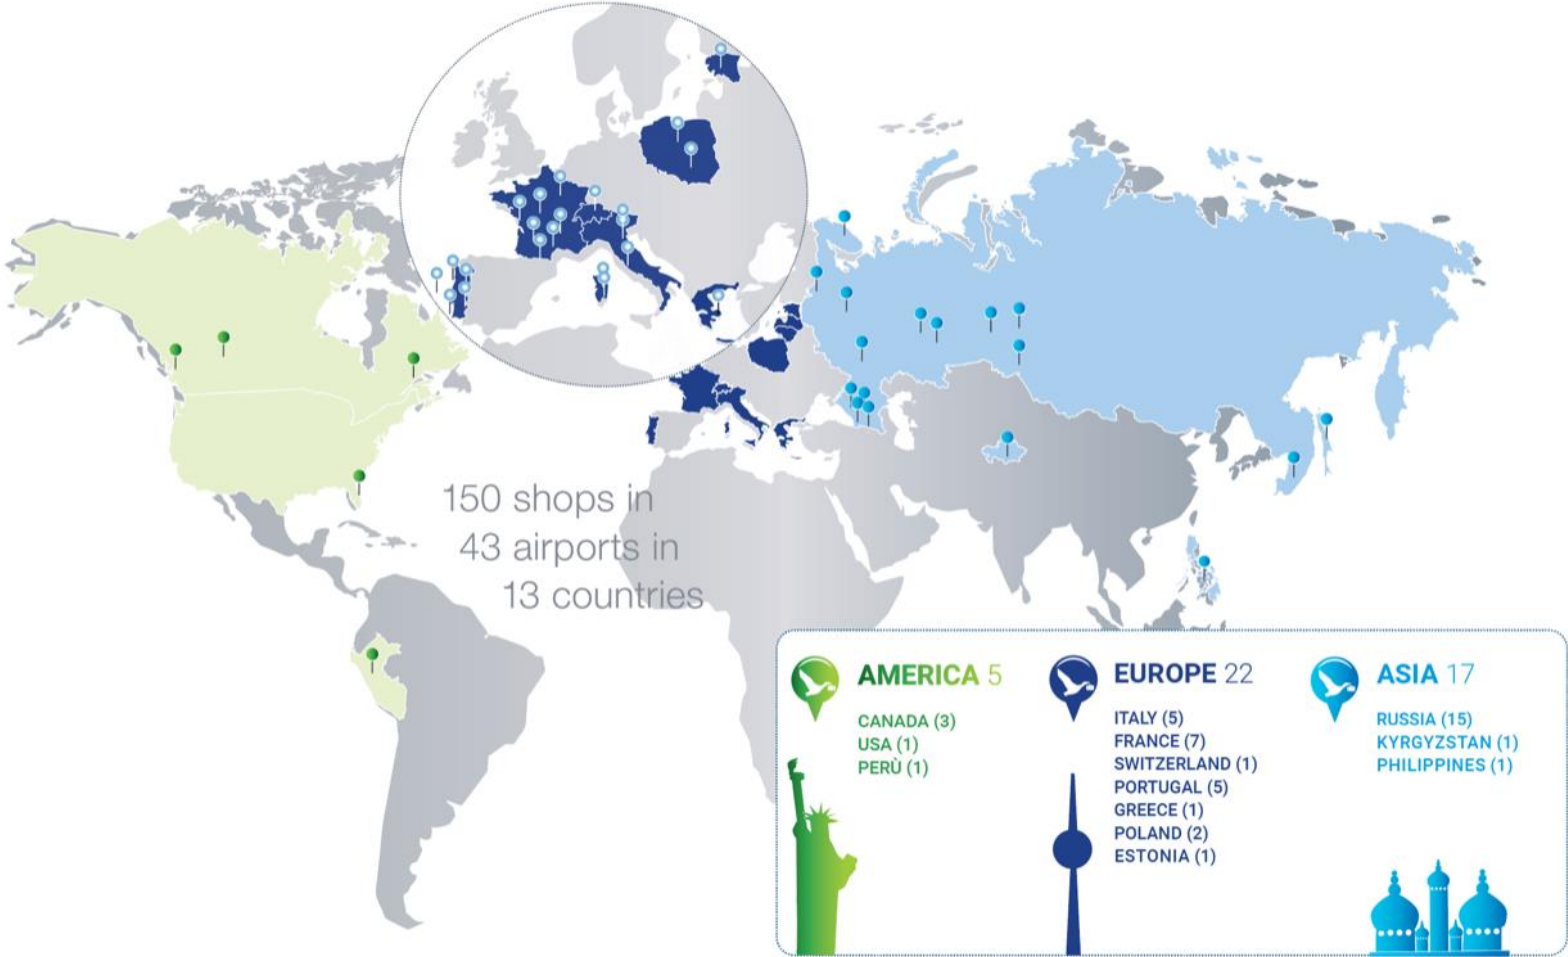 150 shops in
43 airports in
13 countries
AMERICA 5
CANADA (3)
USA (1)
PERÙ (1)
EUROPE 22
ITALY (5)
FRANCE (7)
SWITZERLAND (1)
PORTUGAL (5)
GREECE (1)
POLAND (2)
ESTONIA (1)
ASIA 17
RUSSIA (15)
KYRGYZSTAN (1)
PHILIPPINES (1)